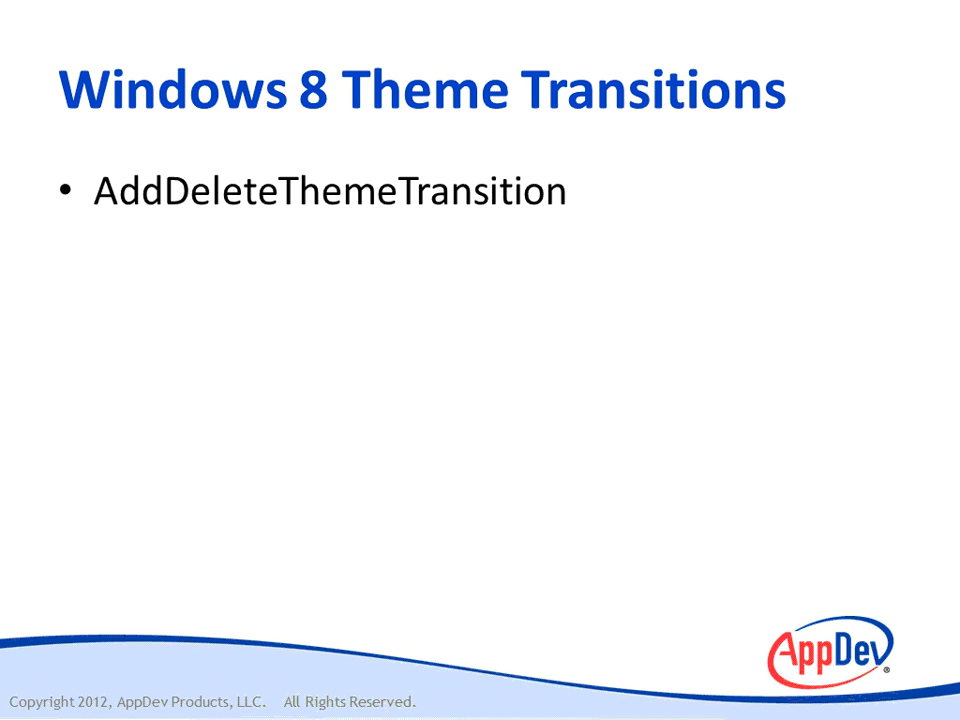 Windows 8 Theme Transitions
• AddDeleteThemeTransition
AppDev®
Copyright 2012, AppDev Products, LLC. All Rights Reserved.